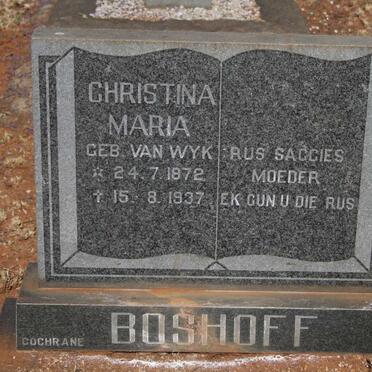 CHRISTINA
MARIA
GEB. VAN WYK
☆ 24.7.1872
✝ 15.8.1937
RUS SAGGIES
MOEDER
EK GUN U DIE RUS
BOSHOFF
COCHRANE